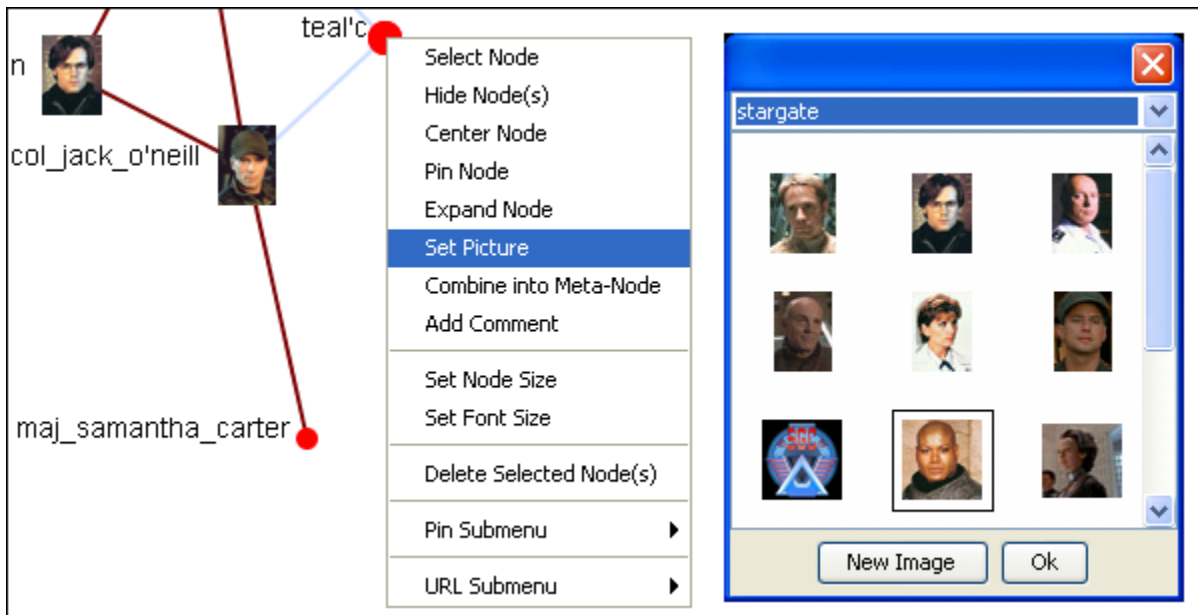 teal'c
n
col_jack_o'neill
maj_samantha_carter
Select Node
Hide Node(s)
Center Node
Pin Node
Expand Node
Set Picture
Combine into Meta-Node
Add Comment
Set Node Size
Set Font Size
Delete Selected Node(s)
Pin Submenu
URL Submenu
stargate
SGC
New Image
Ok